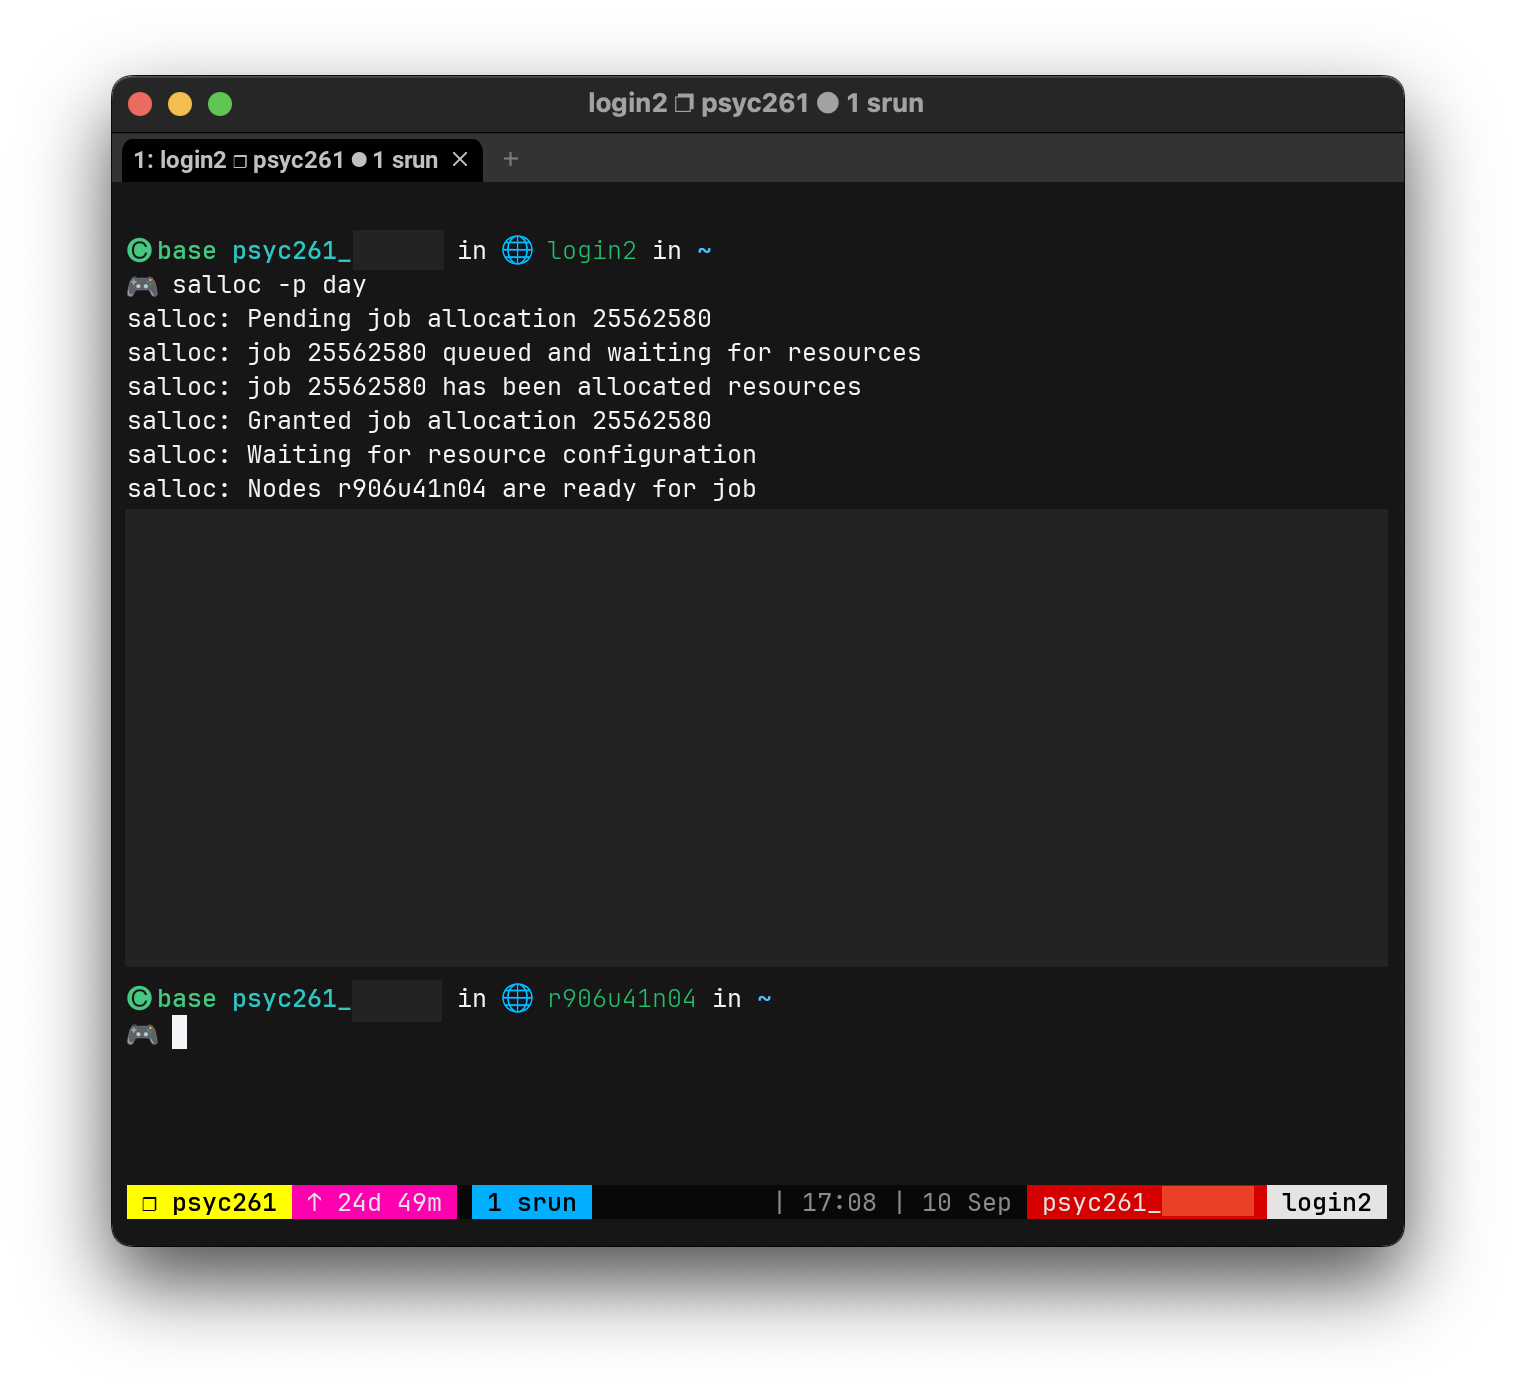 login2 ❐ psyc261 ● 1 srun
1: login2 ❐ psyc261 ● 1 srun × +
🅒 base psyc261_ in 🌐 login2 in ~
🎮 salloc -p day
salloc: Pending job allocation 25562580
salloc: job 25562580 queued and waiting for resources
salloc: job 25562580 has been allocated resources
salloc: Granted job allocation 25562580
salloc: Waiting for resource configuration
salloc: Nodes r906u41n04 are ready for job
🅒 base psyc261_ in 🌐 r906u41n04 in ~
🎮
❐ psyc261 ↑ 24d 49m 1 srun | 17:08 | 10 Sep psyc261_ login2